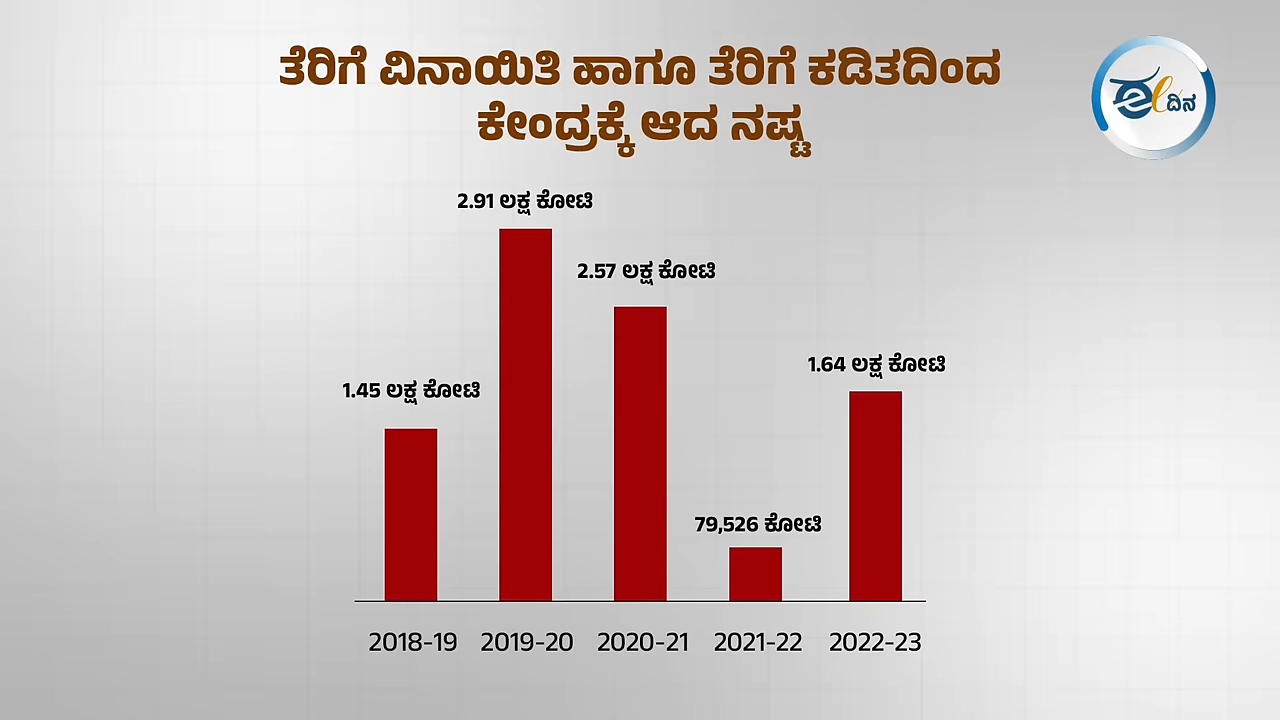 ತೆರಿಗೆ ವಿನಾಯಿತಿ ಹಾಗೂ ತೆರಿಗೆ ಕಡಿತದಿಂದ
ಕೇಂದ್ರಕ್ಕೆ ಆದ ನಷ್ಟ
ದಿನ
2.91 ಲಕ್ಷ ಕೋಟಿ
2.57 ಲಕ್ಷ ಕೋಟಿ
1.64 ಲಕ್ಷ ಕೋಟಿ
1.45 ಲಕ್ಷ ಕೋಟಿ
79,526 ಕೋಟಿ
2018-19 2019-20 2020-21 2021-22 2022-23